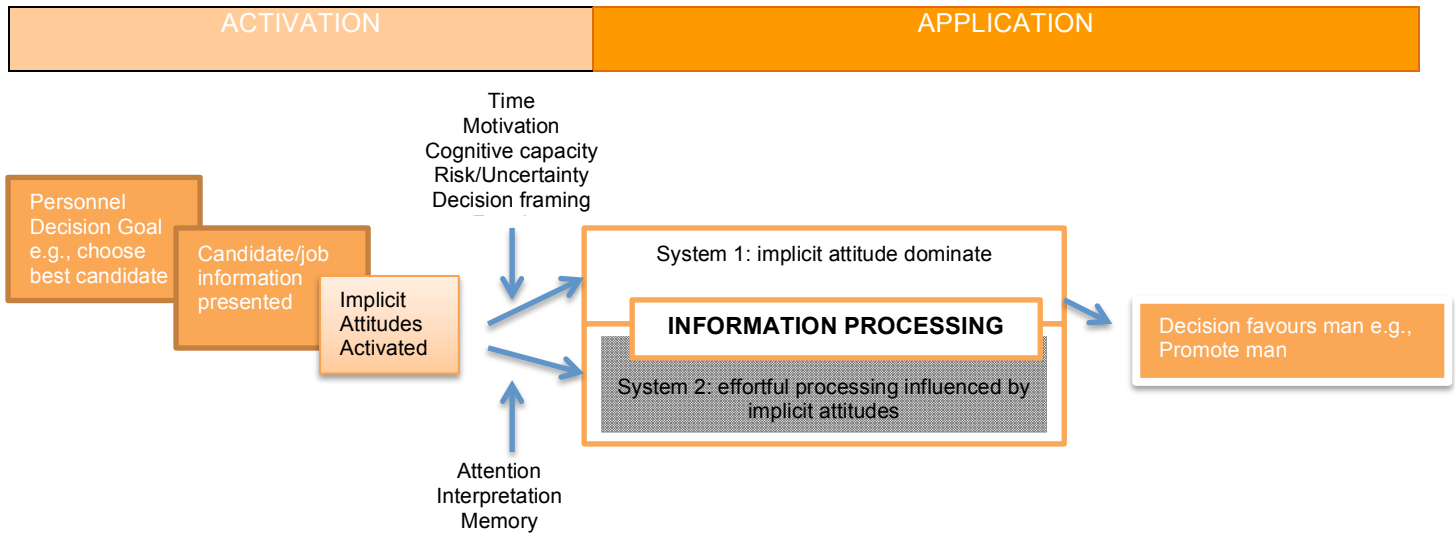 ACTIVATION
APPLICATION
Time
Motivation
Cognitive capacity
Risk/Uncertainty
Decision framing
Personnel
Decision Goal
e.g., choose
best candidate
Candidate/job
information
presented
Implicit
Attitudes
Activated
System 1: implicit attitude dominate
INFORMATION PROCESSING
System 2: effortful processing influenced by
implicit attitudes
Decision favours man e.g.,
Promote man
Attention
Interpretation
Memory